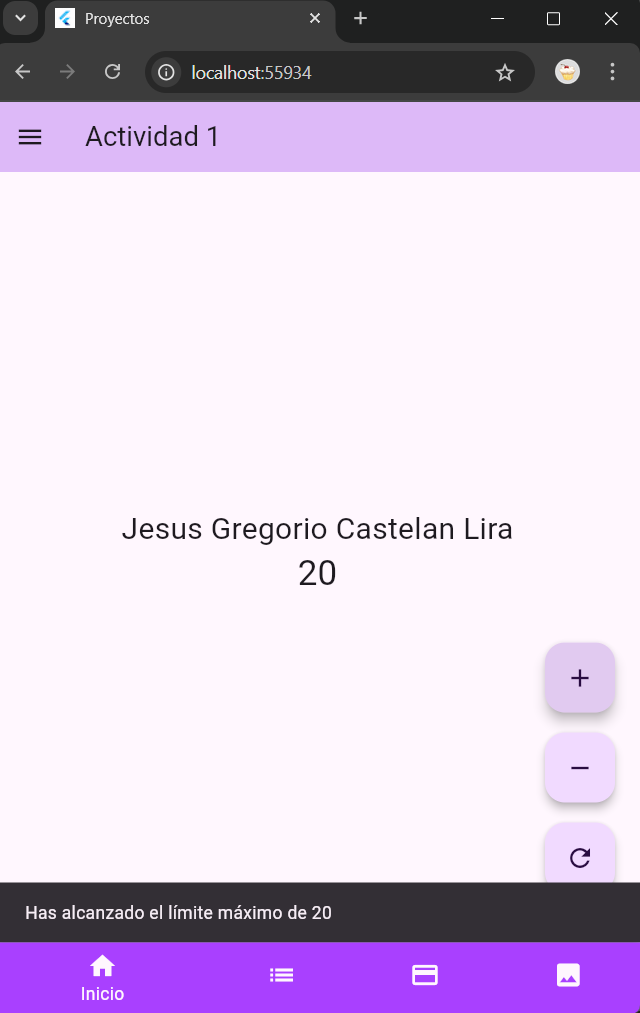 Proyectos
localhost:55934
Actividad 1
Jesus Gregorio Castelan Lira
20
Has alcanzado el límite máximo de 20
Inicio